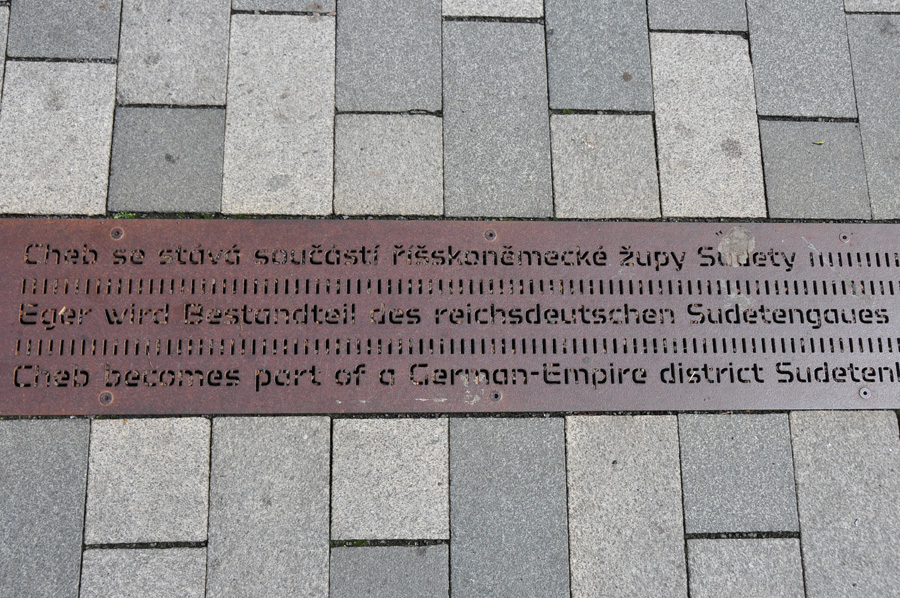 Cheb se stává součástí říšskoněmecké župy Sudety
Eger wird Bestandteil des reichsdeutschen Sudetengaues
Cheb becomes part of a German-Empire district